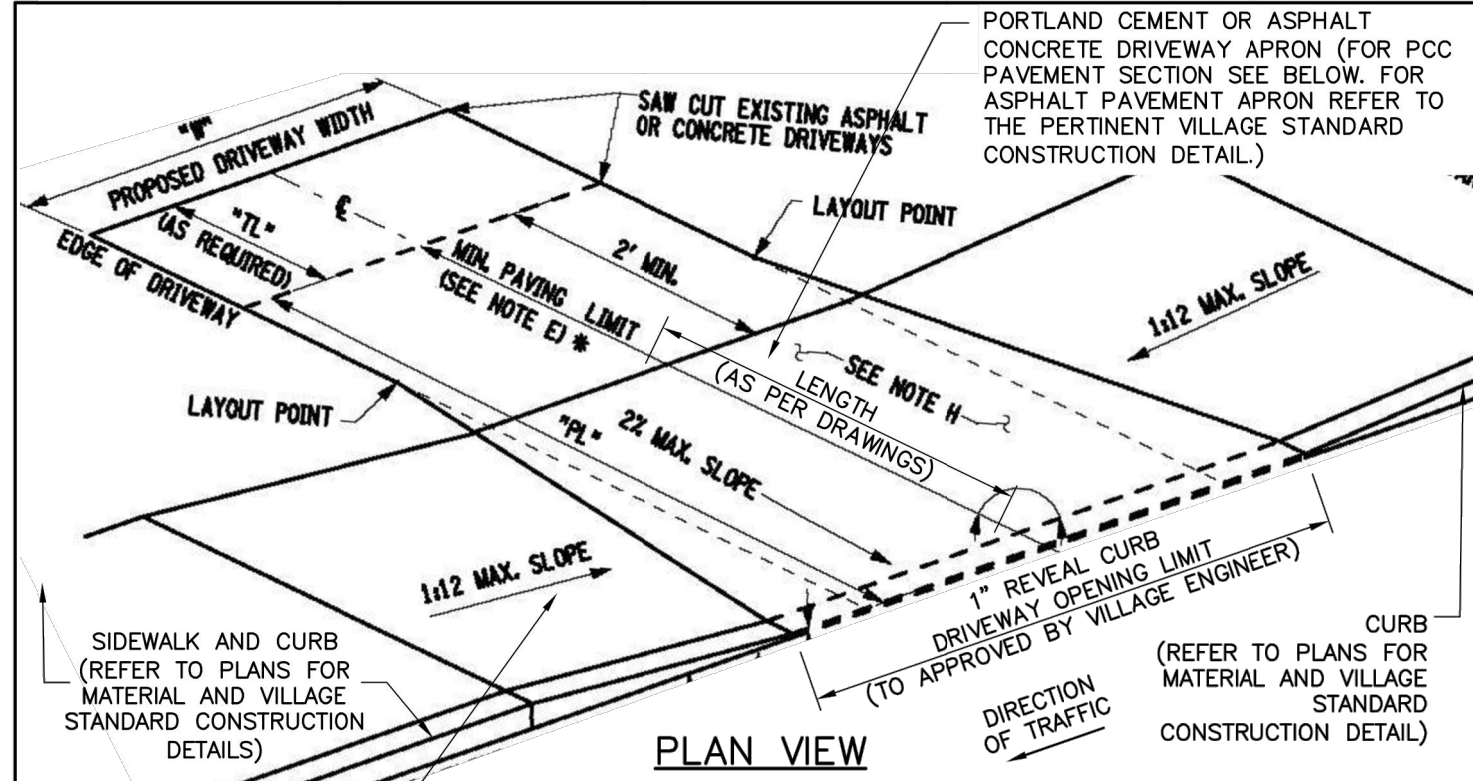 PORTLAND CEMENT OR ASPHALT
CONCRETE DRIVEWAY APRON (FOR PCC
PAVEMENT SECTION SEE BELOW. FOR
ASPHALT PAVEMENT APRON REFER TO
THE PERTINENT VILLAGE STANDARD
CONSTRUCTION DETAIL.)
"W"
PROPOSED DRIVEWAY WIDTH
SAW CUT EXISTING ASPHALT
OR CONCRETE DRIVEWAYS
LAYOUT POINT
℄
"TL"
(AS REQUIRED)
EDGE OF DRIVEWAY
2' MIN.
MIN. PAVING LIMIT
(SEE NOTE E) *
1:12 MAX. SLOPE
SEE NOTE H
LENGTH
(AS PER DRAWINGS)
LAYOUT POINT
"PL"
2% MAX. SLOPE
1:12 MAX. SLOPE
1" REVEAL CURB
DRIVEWAY OPENING LIMIT
(TO APPROVED BY VILLAGE ENGINEER)
SIDEWALK AND CURB
(REFER TO PLANS FOR
MATERIAL AND VILLAGE
STANDARD CONSTRUCTION
DETAILS)
CURB
(REFER TO PLANS FOR
MATERIAL AND VILLAGE
STANDARD
CONSTRUCTION DETAIL)
DIRECTION
OF TRAFFIC
PLAN VIEW